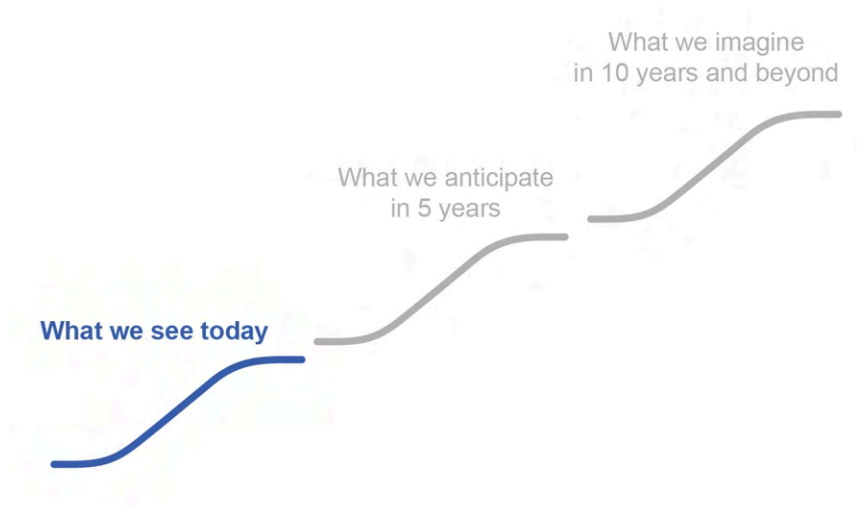 What we imagine
in 10 years and beyond
What we anticipate
in 5 years
What we see today